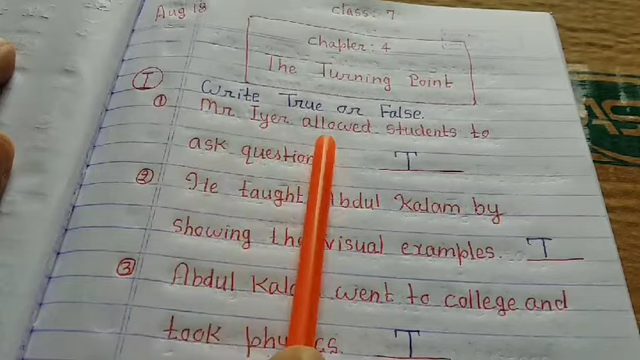 Aug 18
class: 7
Chapter: 4
The Turning Point
I Write True or False.
① Mr Iyer allowed students to
ask question T
② He taught Abdul Kalam by
showing the visual examples. T
③ Abdul Kalam went to college and
took physics. T